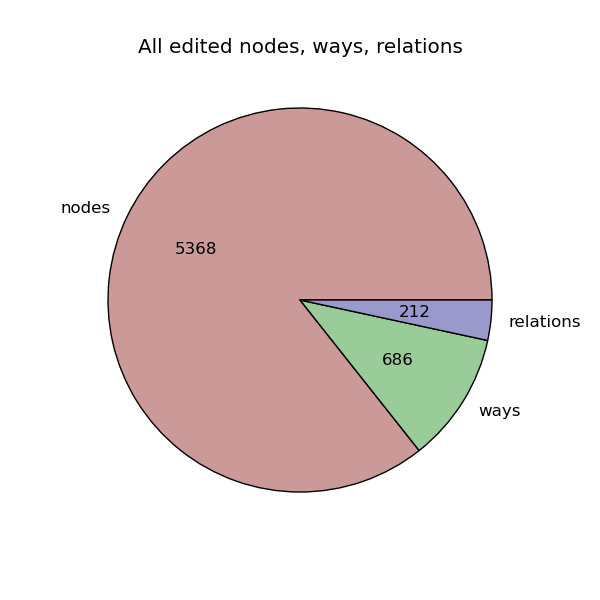 All edited nodes, ways, relations
nodes
5368
212
relations
686
ways